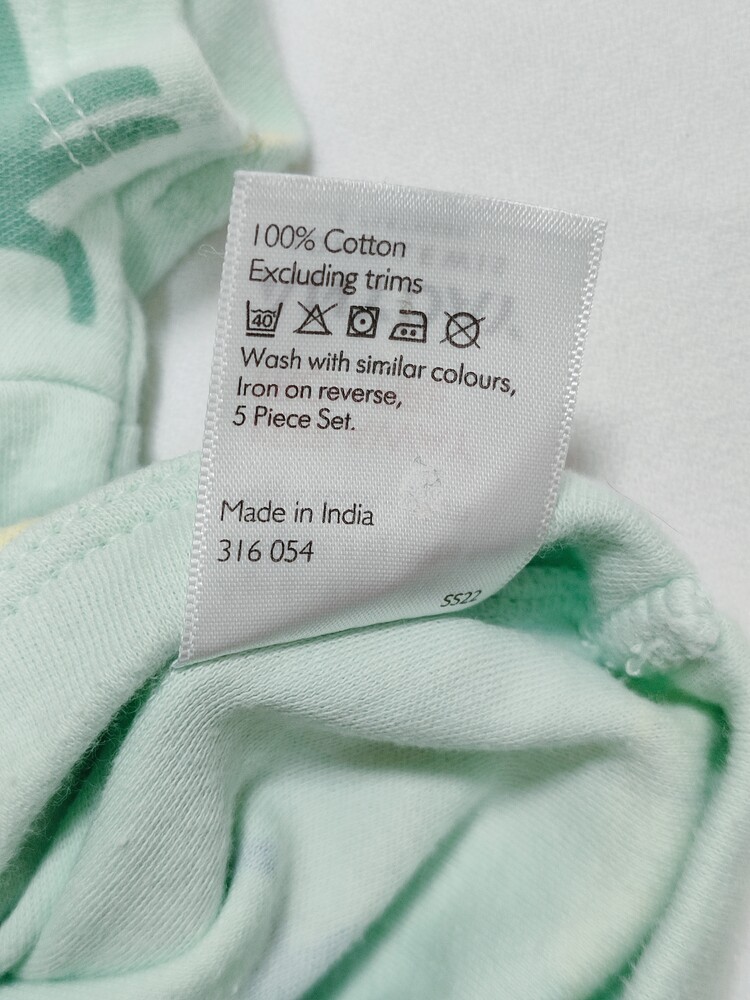 100% Cotton
Excluding trims
40
Wash with similar colours,
Iron on reverse,
5 Piece Set.
Made in India
316 054
SS22